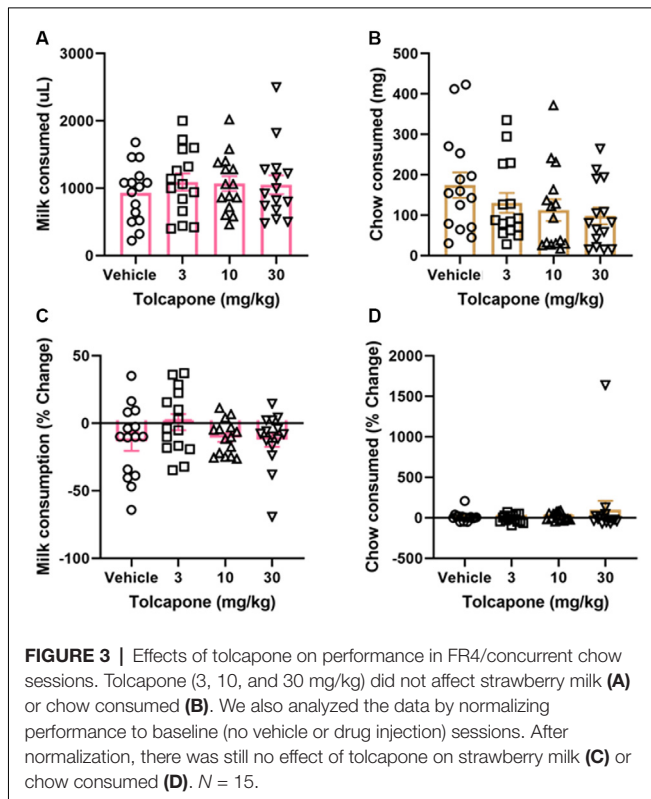 A
Milk consumed (uL)
3000
2000
1000
0
Vehicle 3 10 30
Tolcapone (mg/kg)
B
Chow consumed (mg)
500
400
300
200
100
0
Vehicle 3 10 30
Tolcapone (mg/kg)
C
Milk consumption (% Change)
50
0
-50
-100
Vehicle 3 10 30
Tolcapone (mg/kg)
D
Chow consumed (% Change)
2000
1500
1000
500
0
-500
Vehicle 3 10 30
Tolcapone (mg/kg)
FIGURE 3 | Effects of tolcapone on performance in FR4/concurrent chow
sessions. Tolcapone (3, 10, and 30 mg/kg) did not affect strawberry milk (A)
or chow consumed (B). We also analyzed the data by normalizing
performance to baseline (no vehicle or drug injection) sessions. After
normalization, there was still no effect of tolcapone on strawberry milk (C) or
chow consumed (D). N = 15.